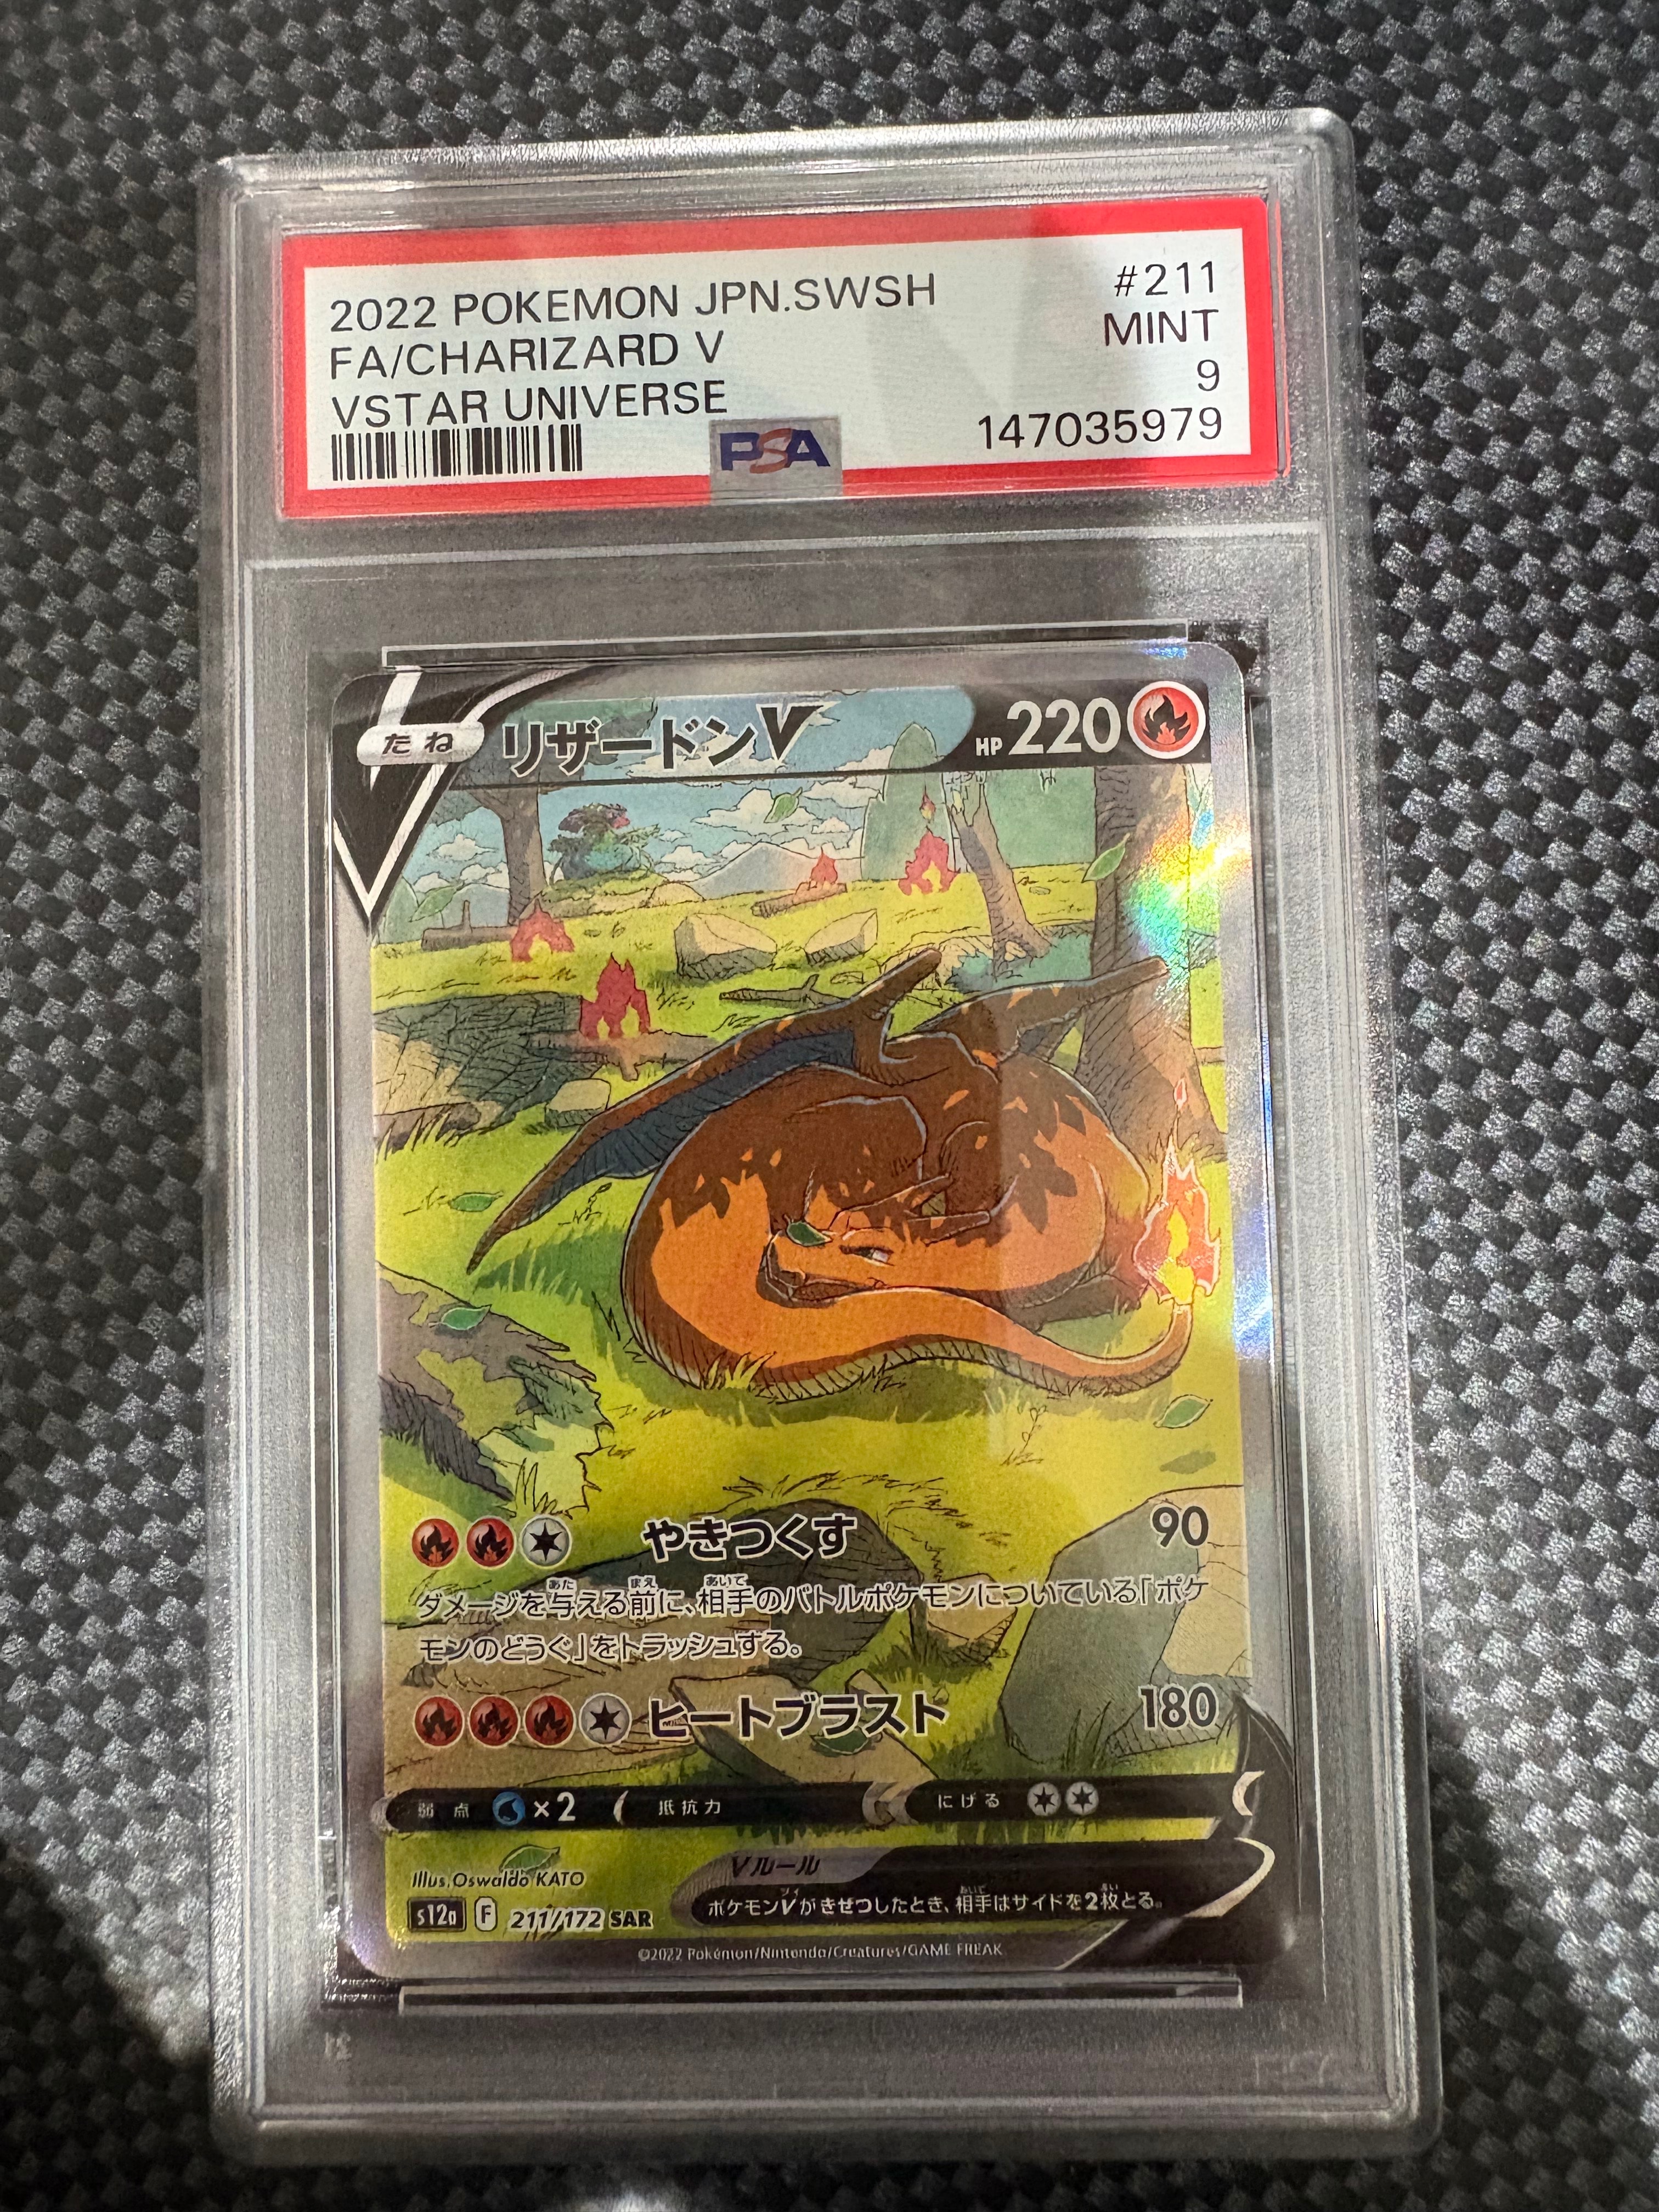 2022 POKEMON JPN.SWSH #211
FA/CHARIZARD V MINT
VSTAR UNIVERSE 9
PSA 147035979
たね リザードンV HP 220
やきつくす 90
ダメージを与える前に、相手のバトルポケモンについている「ポケ
モンのどうぐ」をトラッシュする。
ヒートブラスト 180
弱点 ×2 抵抗力 にげる
Illus.Oswaldo KATO Vルール
s12a F 211/172 SAR ポケモンVがきぜつしたとき、相手はサイドを2枚とる。
©2022 Pokémon/Nintendo/Creatures/GAME FREAK